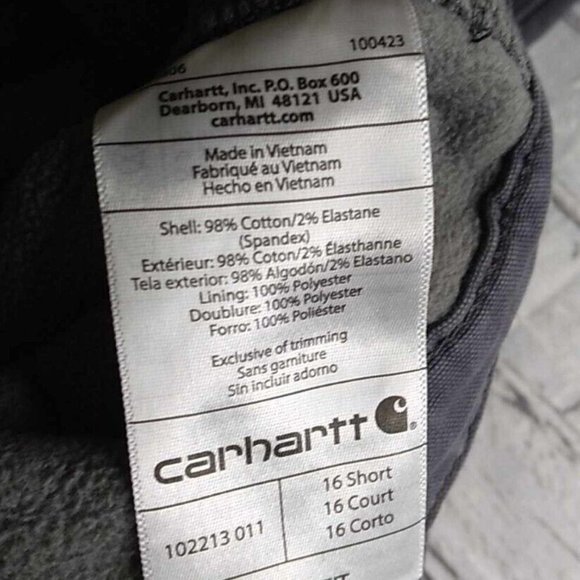 100423
Carhartt, Inc. P.O. Box 600
Dearborn, MI 48121 USA
carhartt.com
Made in Vietnam
Fabriqué au Vietnam
Hecho en Vietnam
Shell: 98% Cotton/2% Elastane
(Spandex)
Extérieur: 98% Coton/2% Élasthanne
Tela exterior: 98% Algodón/2% Elastano
Lining: 100% Polyester
Doublure: 100% Polyester
Forro: 100% Poliéster
Exclusive of trimming
Sans garniture
Sin incluir adorno
carhartt
102213 011
16 Short
16 Court
16 Corto